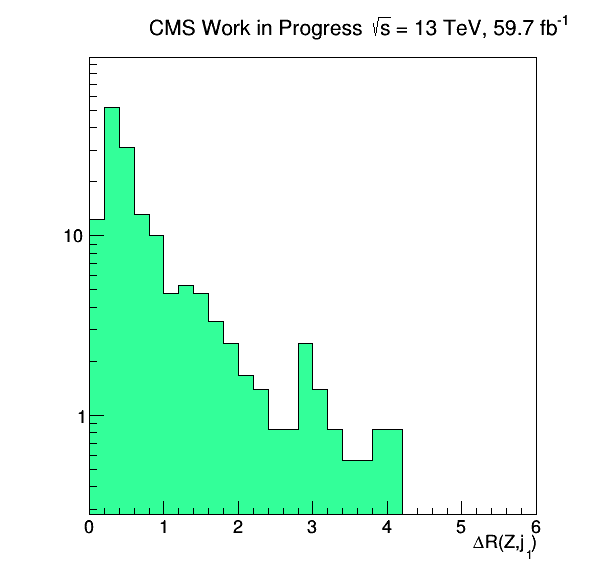 CMS Work in Progress √s = 13 TeV, 59.7 fb⁻¹
10
1
0 1 2 3 4 5 6
ΔR(Z,j₁)